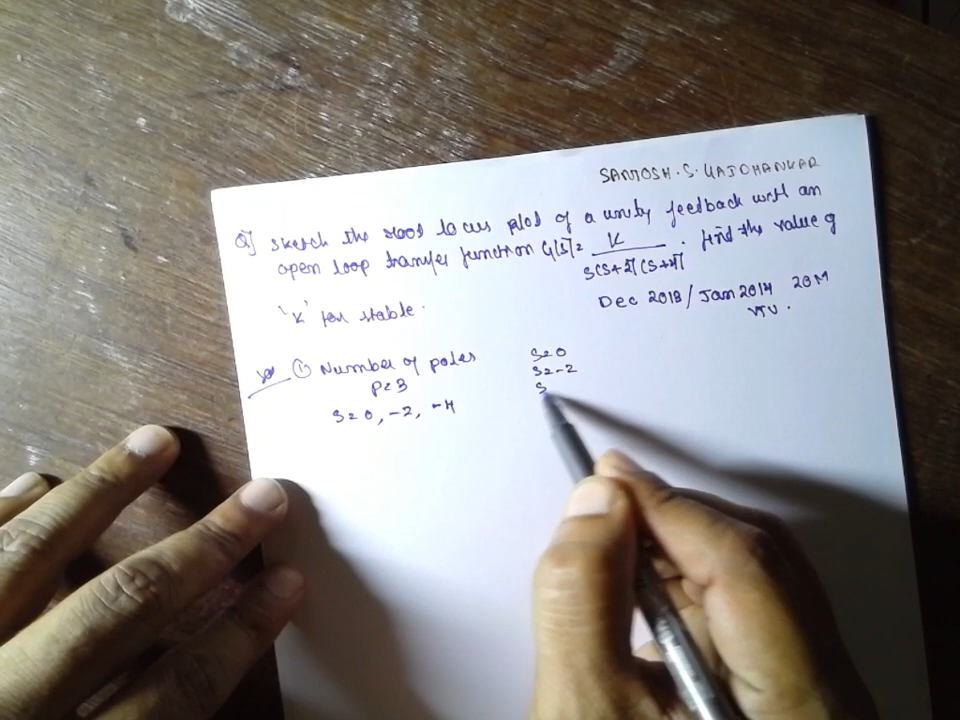 SANTOSH.S.UAJOHANKAR
Q] Sketch the root locus plot of a unity feedback with an
open loop transfer function G(s)= K / s(s+2)(s+4) . find the value of
'K' for stable.
Dec 2013/Jan 2014 20M
VTU.
① Number of poles
P=3
s=0, -2, -4
s=0
s=-2
s